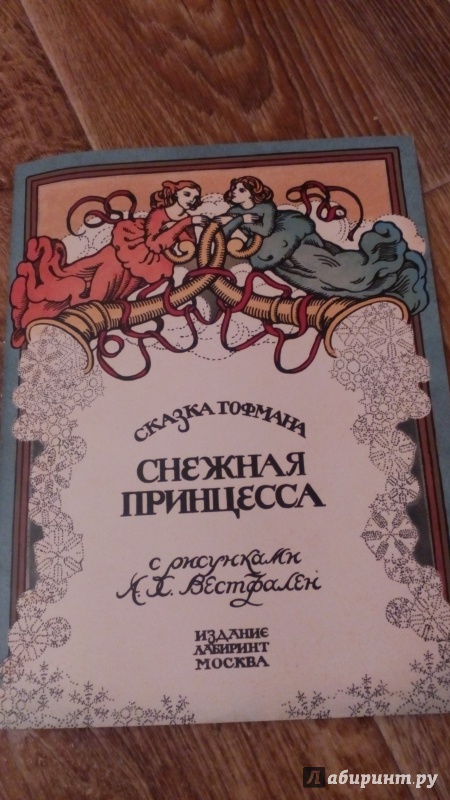 СКАЗКА ГОФМАНА
СНЕЖНАЯ
ПРИНЦЕССА
с рисунками
А. Х. ВЕСТФАЛЕН
ИЗДАНИЕ
ЛАБИРИНТ
МОСКВА
Лабиринт.ру